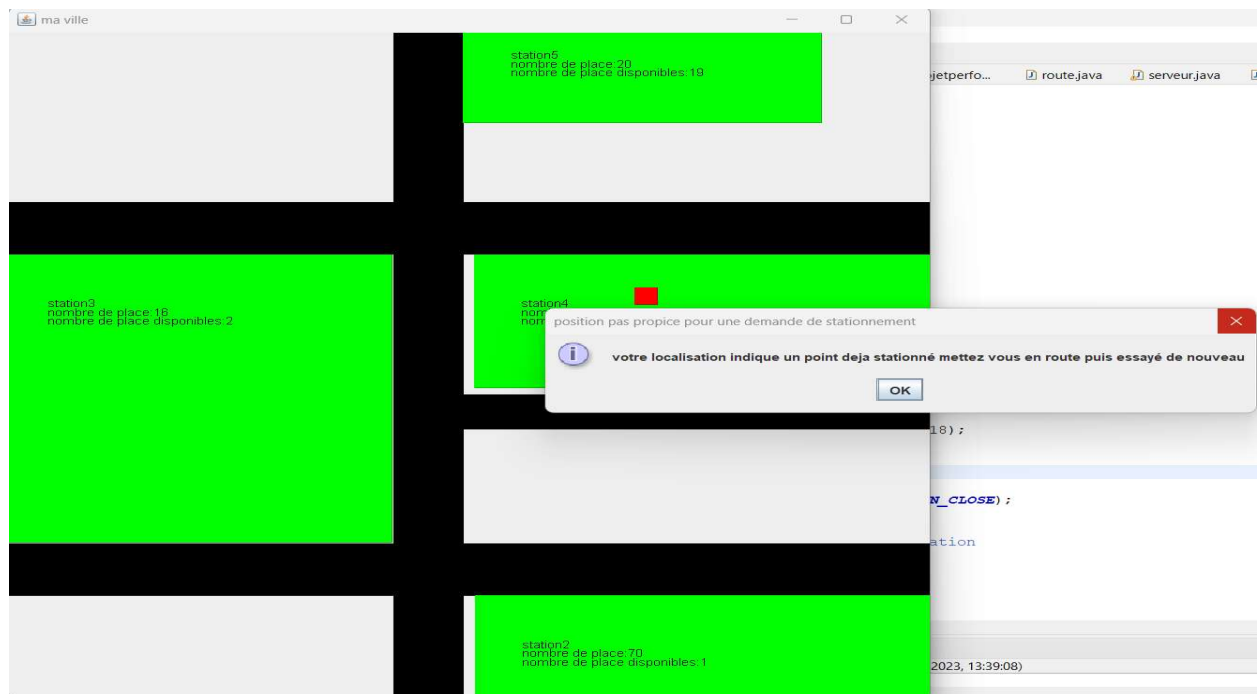 ma ville
station5
nombre de place:20
nombre de place disponibles:19
jetperfo... route.java serveur.java
station3
nombre de place:16
nombre de place disponibles:2
station4
position pas propice pour une demande de stationnement
votre localisation indique un point deja stationné mettez vous en route puis essayé de nouveau
OK
18);
N_CLOSE);
ation
station2
nombre de place:70
nombre de place disponibles:1
2023, 13:39:08)